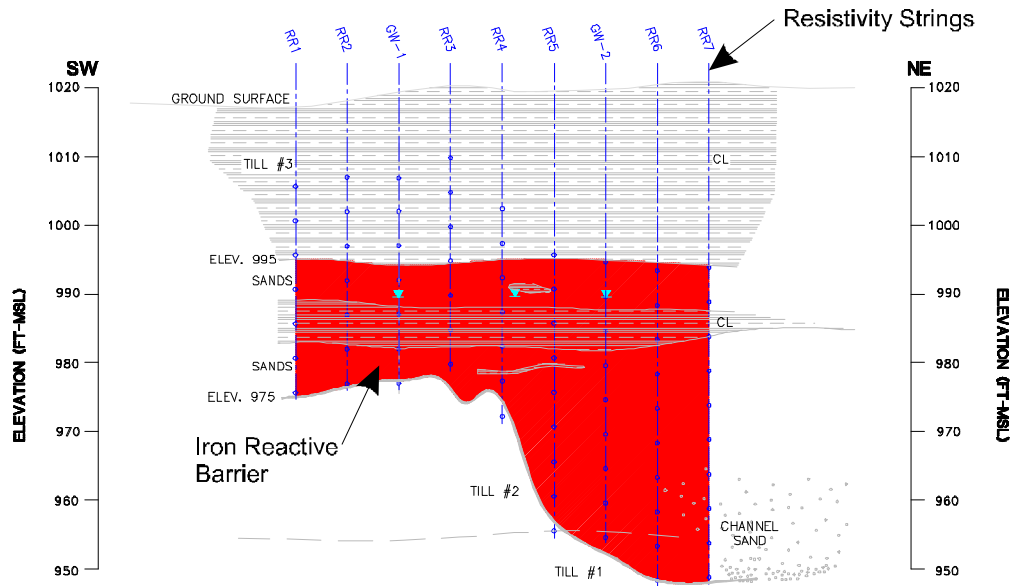 Resistivity Strings
RR1
RR2
GW-1
RR3
RR4
RR5
GW-2
RR6
RR7
SW
NE
1020
GROUND SURFACE
1020
1010
TILL #3
CL
1010
1000
1000
ELEV. 995
990
SANDS
990
CL
980
SANDS
980
ELEV. 975
970
970
Iron Reactive
Barrier
960
TILL #2
960
CHANNEL
SAND
950
TILL #1
950
ELEVATION (FT-MSL)
ELEVATION (FT-MSL)